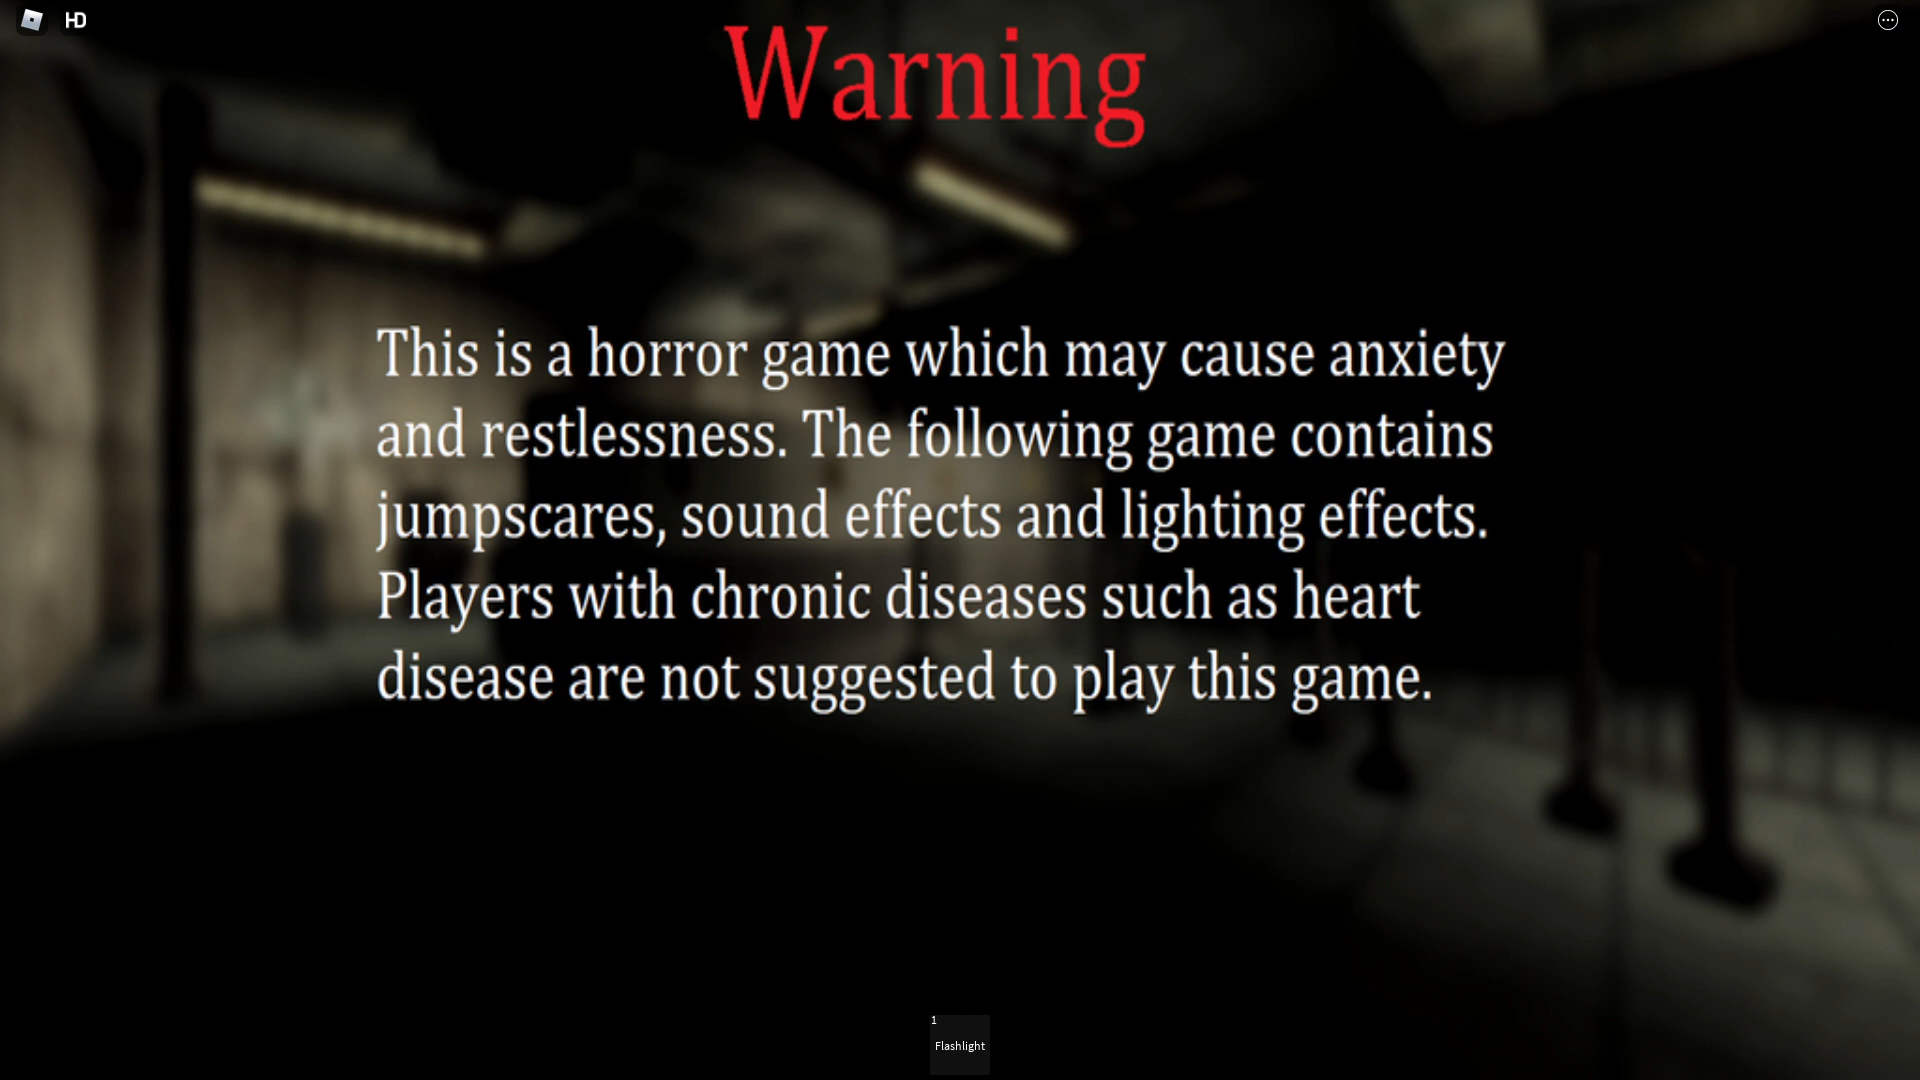 HD
Warning
This is a horror game which may cause anxiety
and restlessness. The following game contains
jumpscares, sound effects and lighting effects.
Players with chronic diseases such as heart
disease are not suggested to play this game.
1
Flashlight